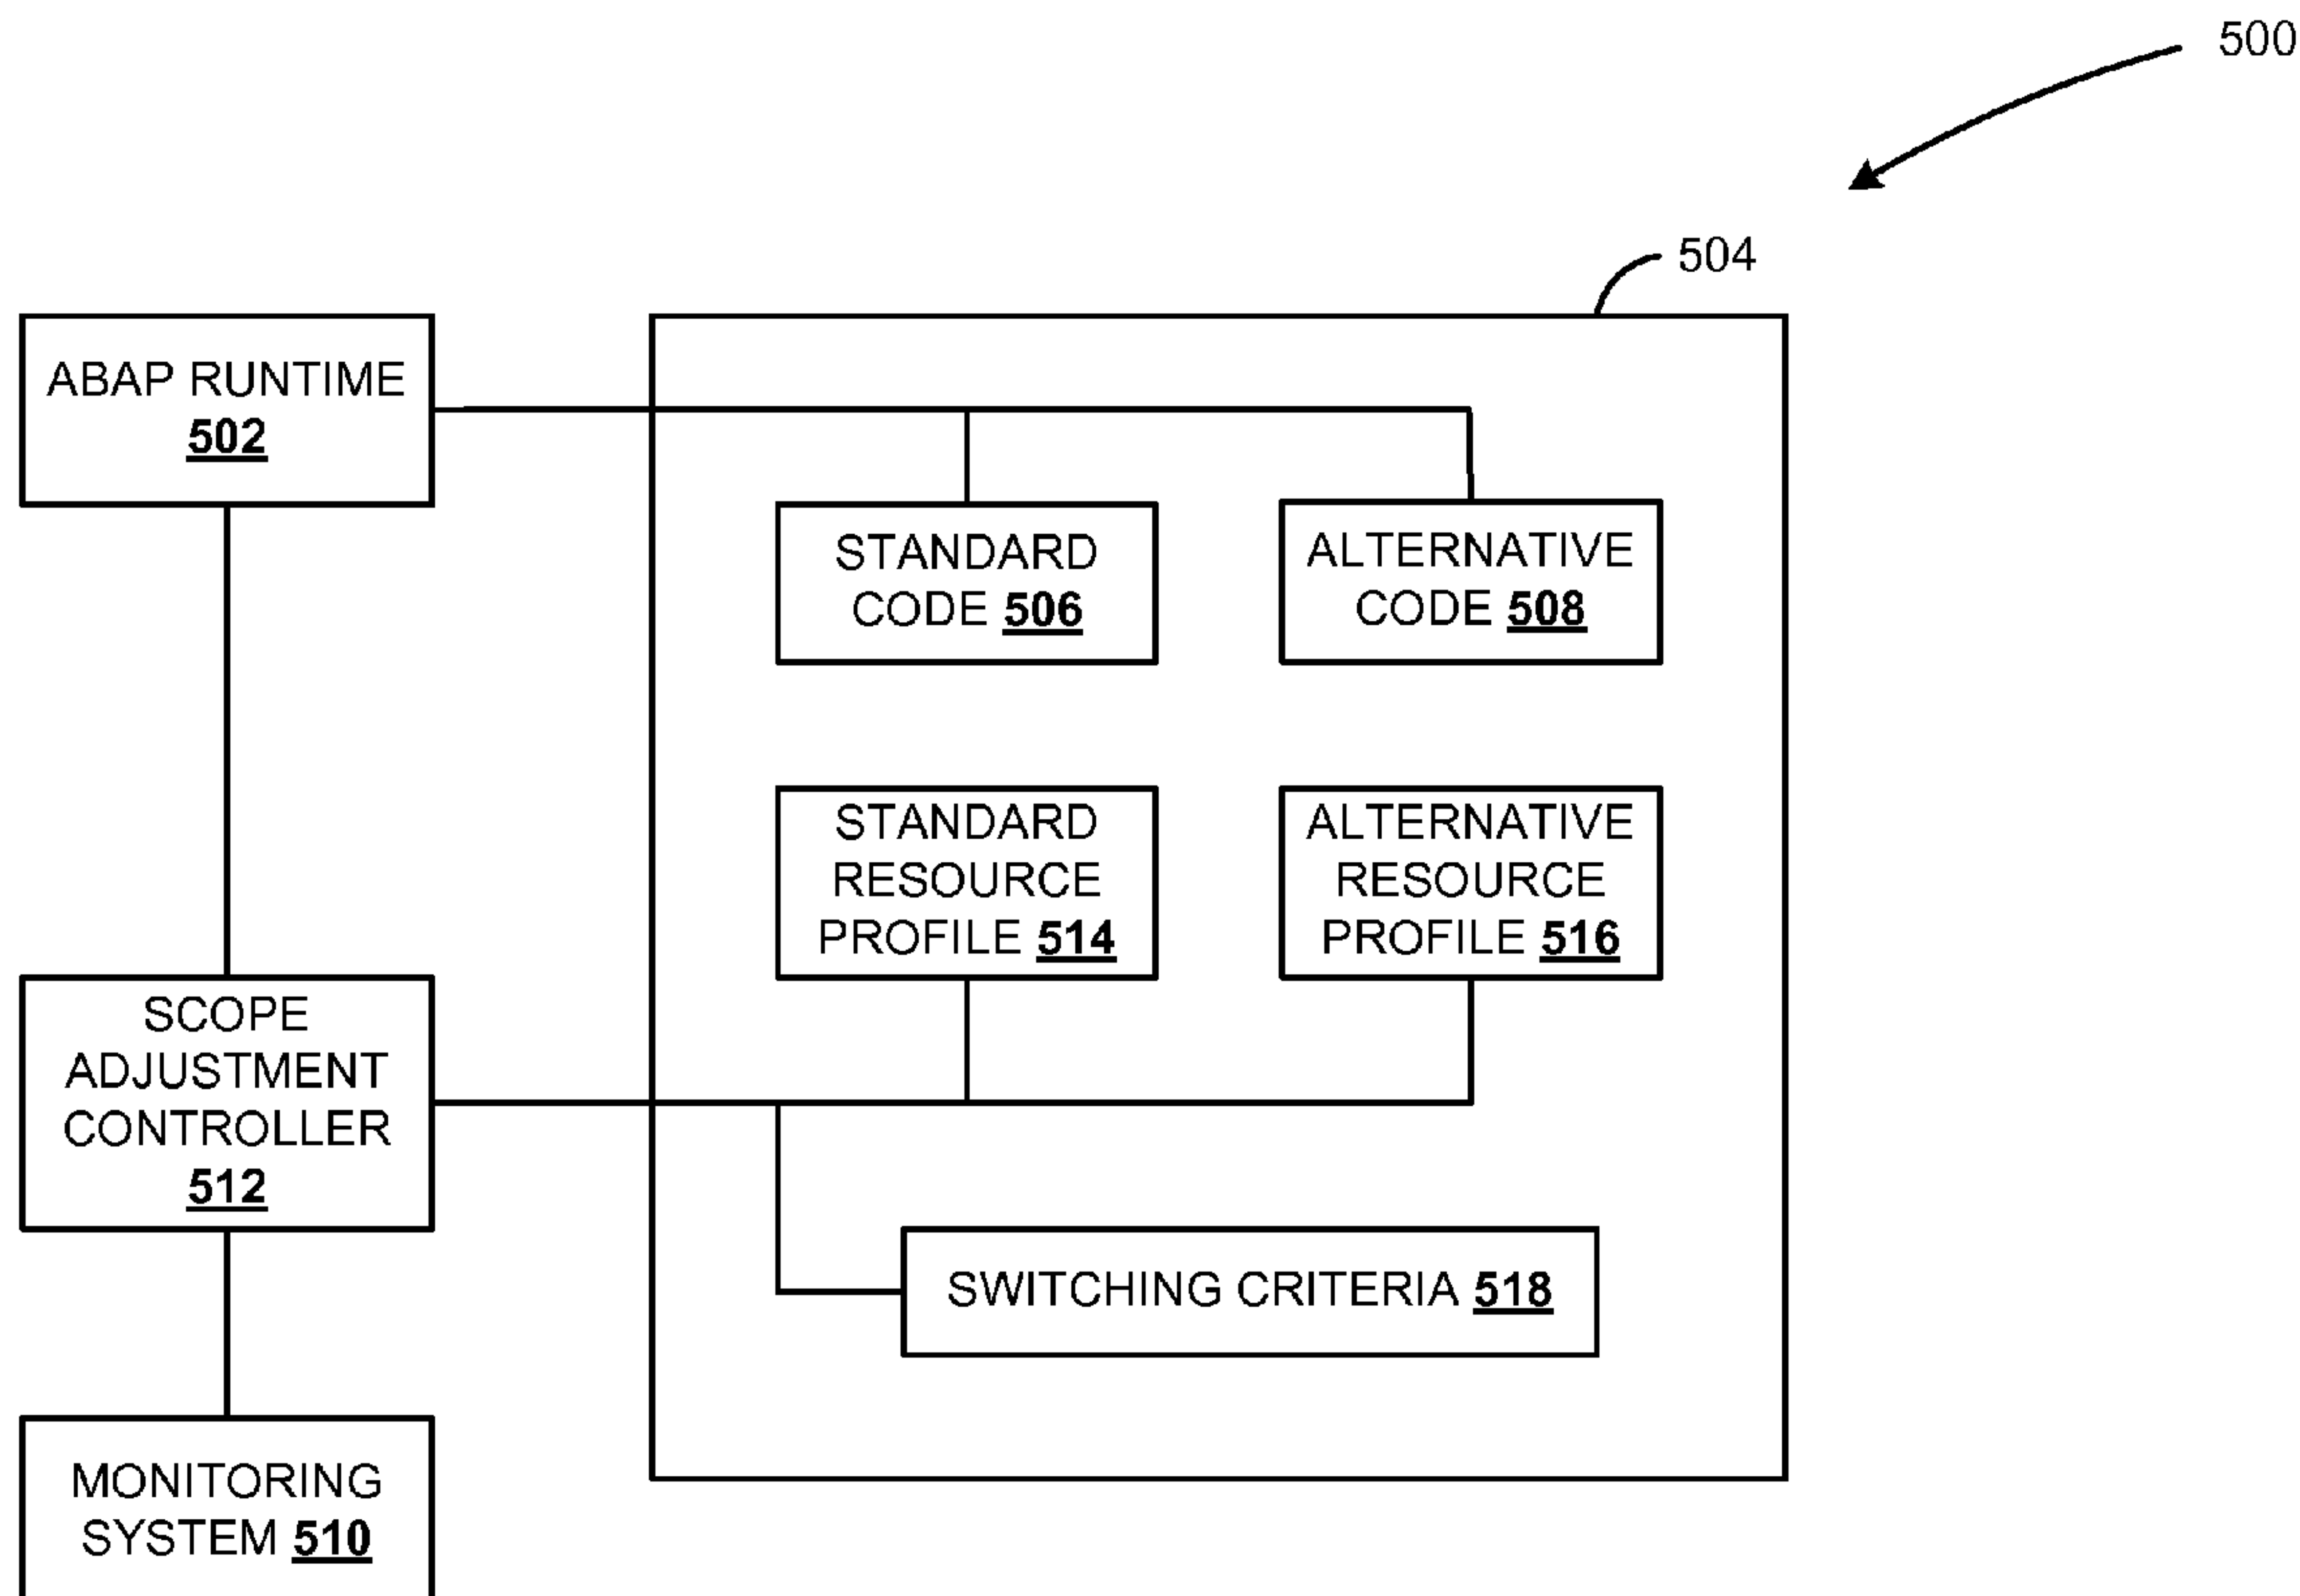 500
504
ABAP RUNTIME
502
STANDARD
CODE 506
ALTERNATIVE
CODE 508
STANDARD
RESOURCE
PROFILE 514
ALTERNATIVE
RESOURCE
PROFILE 516
SCOPE
ADJUSTMENT
CONTROLLER
512
SWITCHING CRITERIA 518
MONITORING
SYSTEM 510